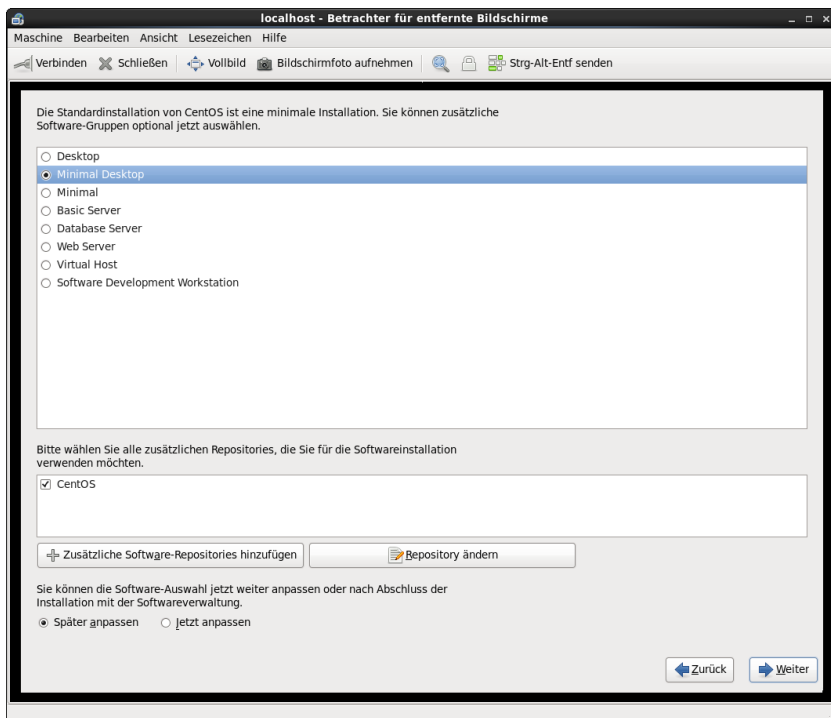 localhost - Betrachter für entfernte Bildschirme
Maschine Bearbeiten Ansicht Lesezeichen Hilfe
Verbinden Schließen Vollbild Bildschirmfoto aufnehmen Strg-Alt-Entf senden
Die Standardinstallation von CentOS ist eine minimale Installation. Sie können zusätzliche
Software-Gruppen optional jetzt auswählen.
Desktop
Minimal Desktop
Minimal
Basic Server
Database Server
Web Server
Virtual Host
Software Development Workstation
Bitte wählen Sie alle zusätzlichen Repositories, die Sie für die Softwareinstallation
verwenden möchten.
CentOS
Zusätzliche Software-Repositories hinzufügen Repository ändern
Sie können die Software-Auswahl jetzt weiter anpassen oder nach Abschluss der
Installation mit der Softwareverwaltung.
Später anpassen Jetzt anpassen
Zurück Weiter